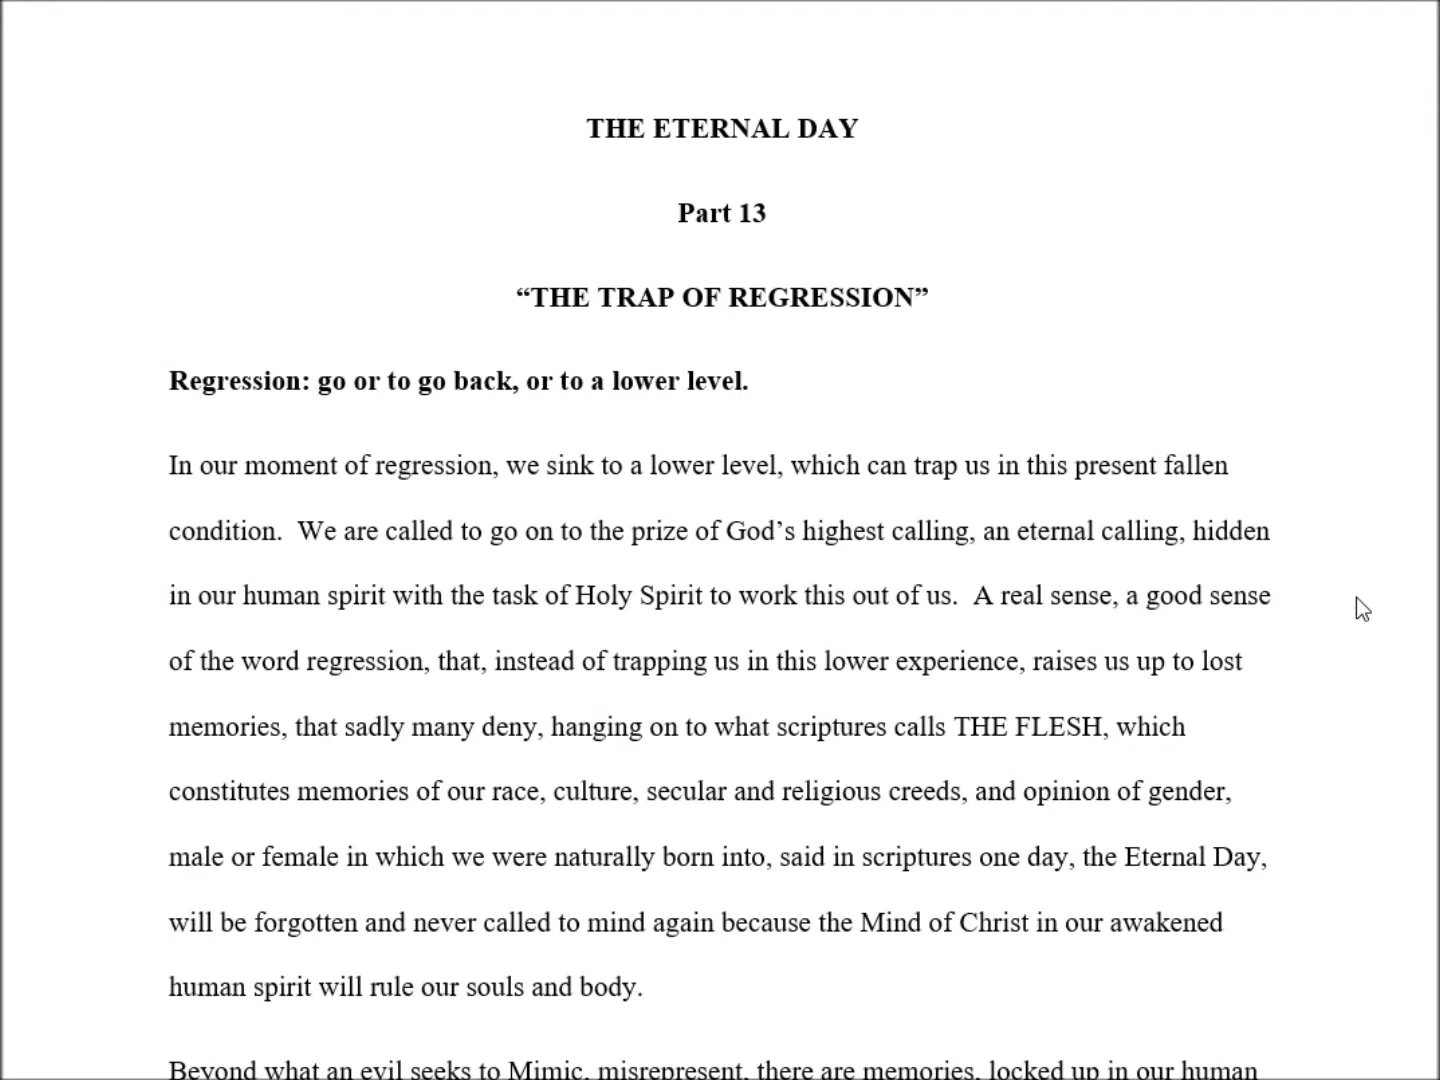 THE ETERNAL DAY
Part 13
“THE TRAP OF REGRESSION”
Regression: go or to go back, or to a lower level.
In our moment of regression, we sink to a lower level, which can trap us in this present fallen
condition.  We are called to go on to the prize of God’s highest calling, an eternal calling, hidden
in our human spirit with the task of Holy Spirit to work this out of us.  A real sense, a good sense
of the word regression, that, instead of trapping us in this lower experience, raises us up to lost
memories, that sadly many deny, hanging on to what scriptures calls THE FLESH, which
constitutes memories of our race, culture, secular and religious creeds, and opinion of gender,
male or female in which we were naturally born into, said in scriptures one day, the Eternal Day,
will be forgotten and never called to mind again because the Mind of Christ in our awakened
human spirit will rule our souls and body.
Beyond what an evil seeks to Mimic, misrepresent, there are memories, locked up in our human